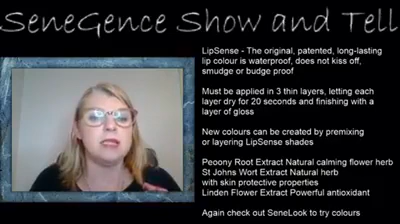 SeneGence Show and Tell
LipSense - The original, patented, long-lasting
lip colour is waterproof, does not kiss off,
smudge or budge proof
Must be applied in 3 thin layers, letting each
layer dry for 20 seconds and finishing with a
layer of gloss
New colours can be created by premixing
or layering LipSense shades
Peoony Root Extract Natural calming flower herb
St Johns Wort Extract Natural herb
with skin protective properties
Linden Flower Extract Powerful antioxidant
Again check out SeneLook to try colours